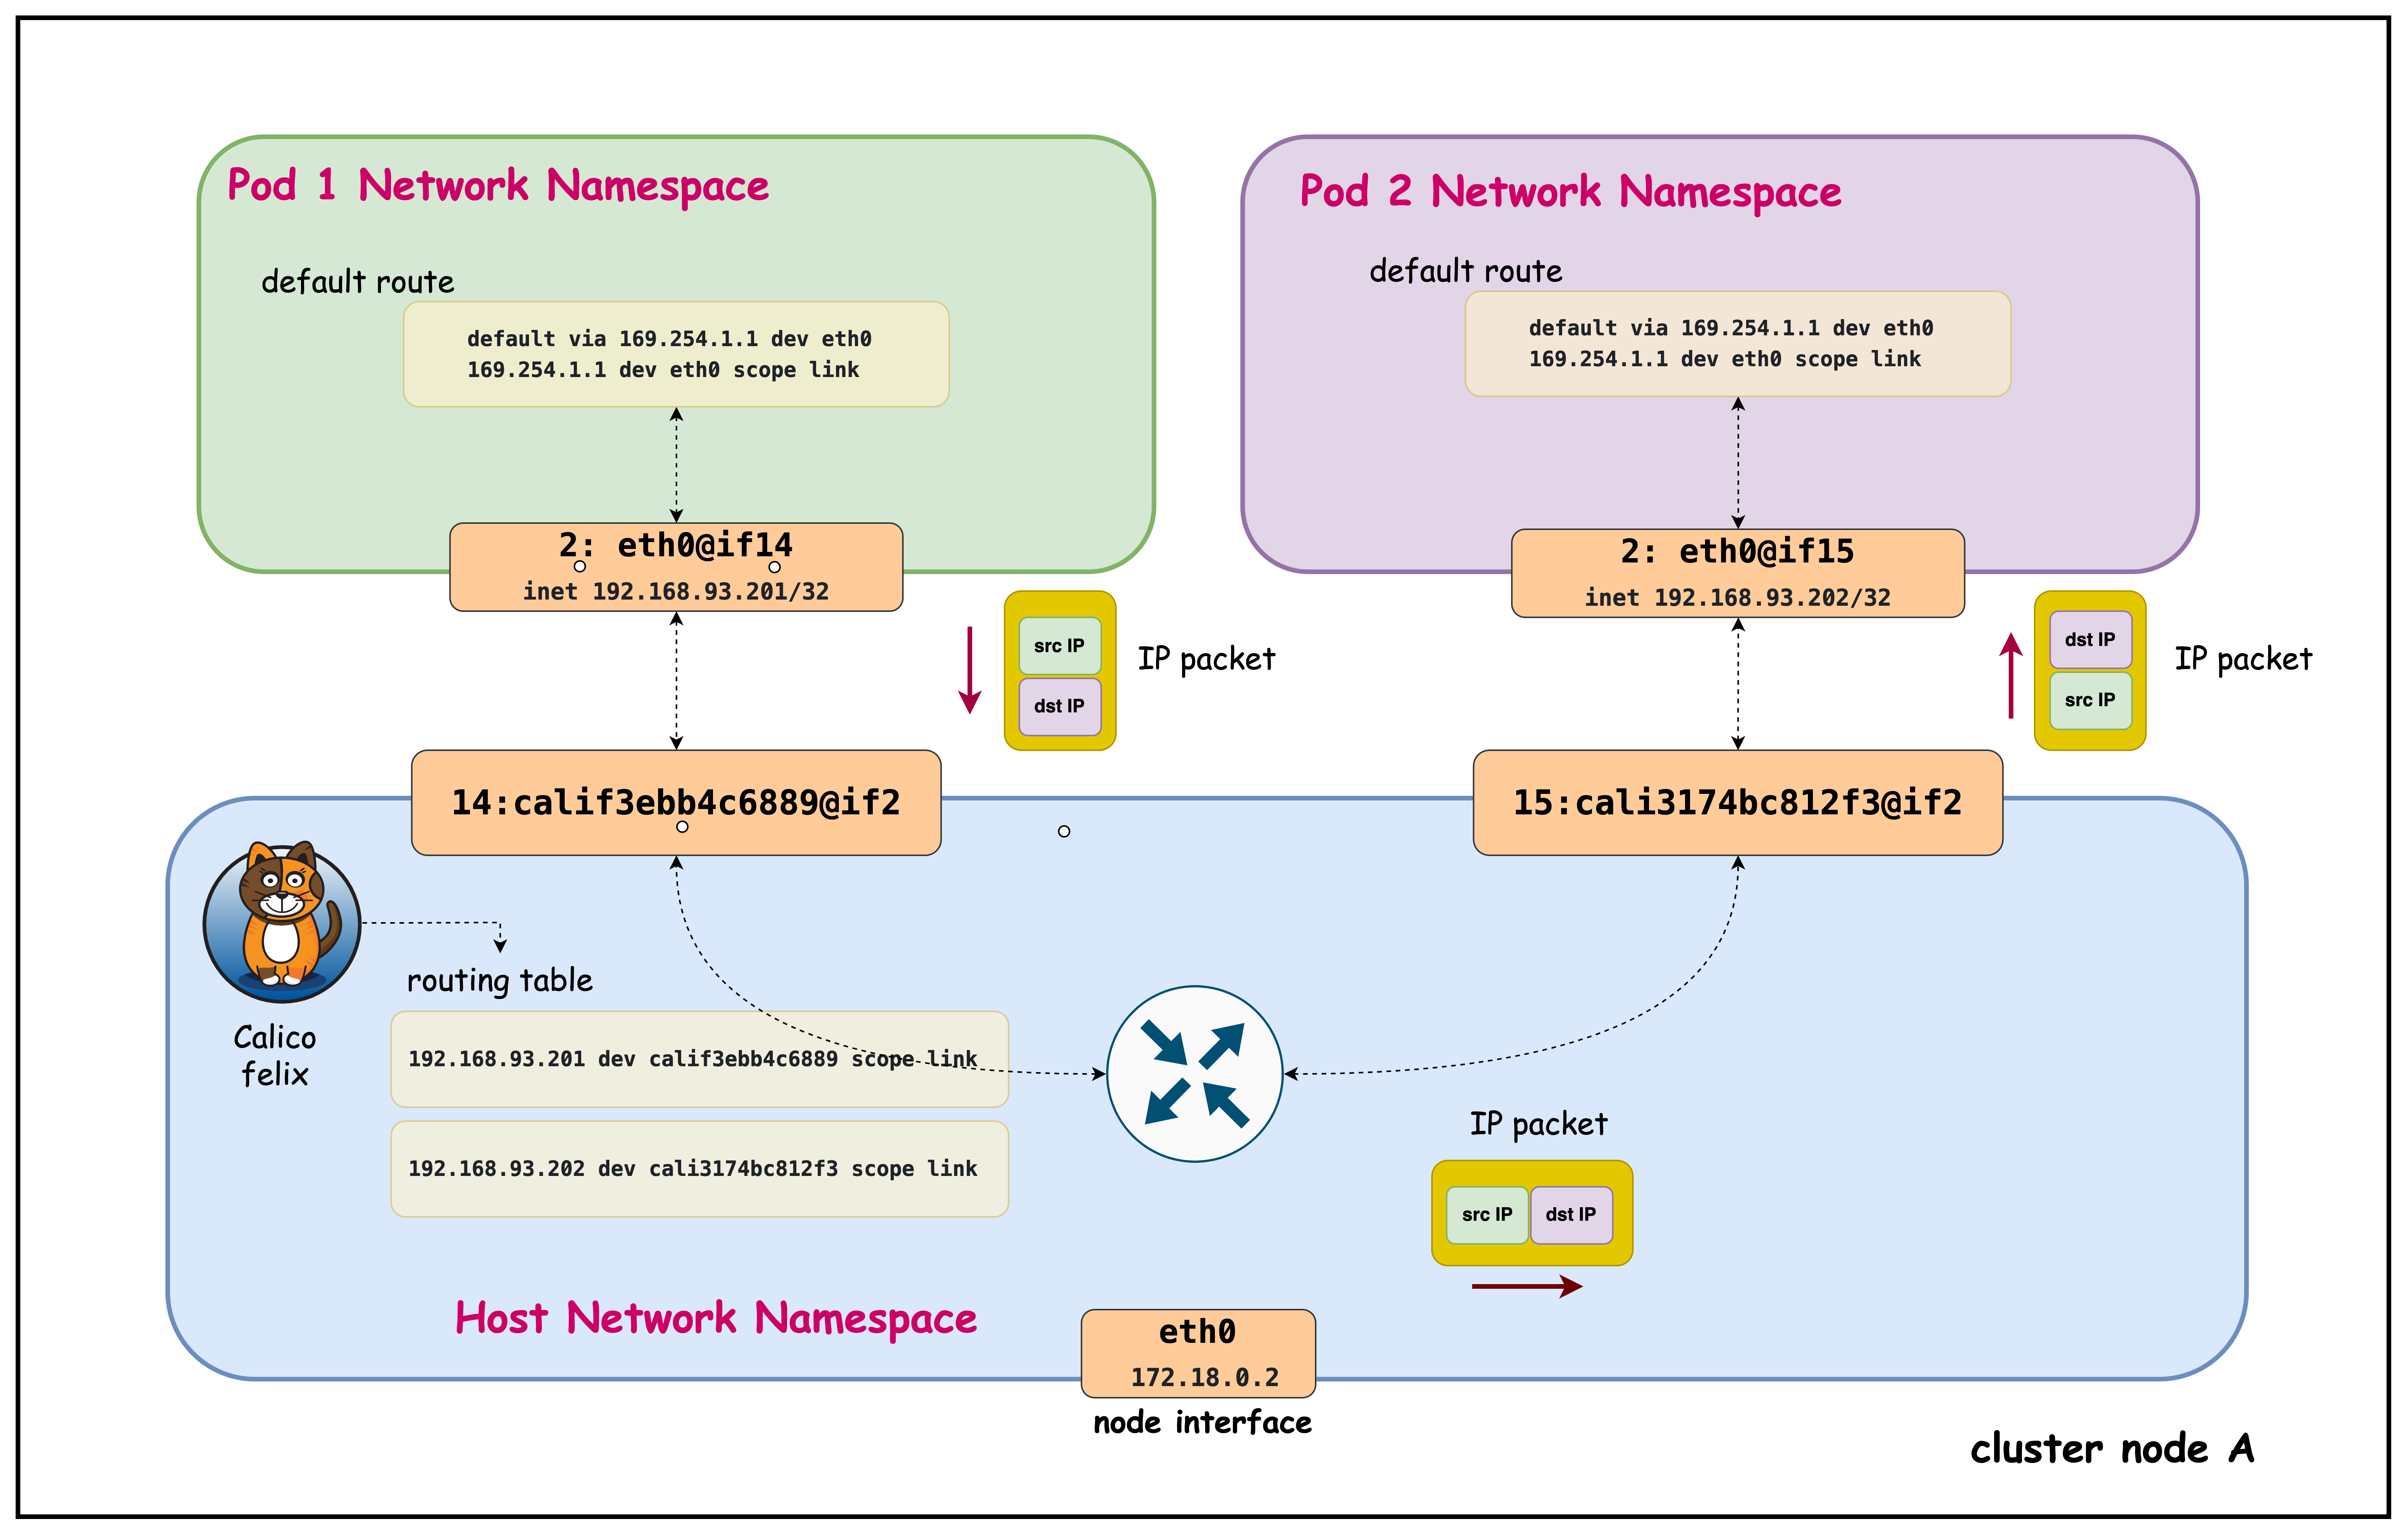 Pod 1 Network Namespace
default route
default via 169.254.1.1 dev eth0
169.254.1.1 dev eth0 scope link
2: eth0@if14
inet 192.168.93.201/32
Pod 2 Network Namespace
default route
default via 169.254.1.1 dev eth0
169.254.1.1 dev eth0 scope link
2: eth0@if15
inet 192.168.93.202/32
src IP
dst IP
IP packet
dst IP
src IP
IP packet
14:calif3ebb4c6889@if2
15:cali3174bc812f3@if2
Calico
felix
routing table
192.168.93.201 dev calif3ebb4c6889 scope link
192.168.93.202 dev cali3174bc812f3 scope link
IP packet
src IP dst IP
Host Network Namespace
eth0
172.18.0.2
node interface
cluster node A